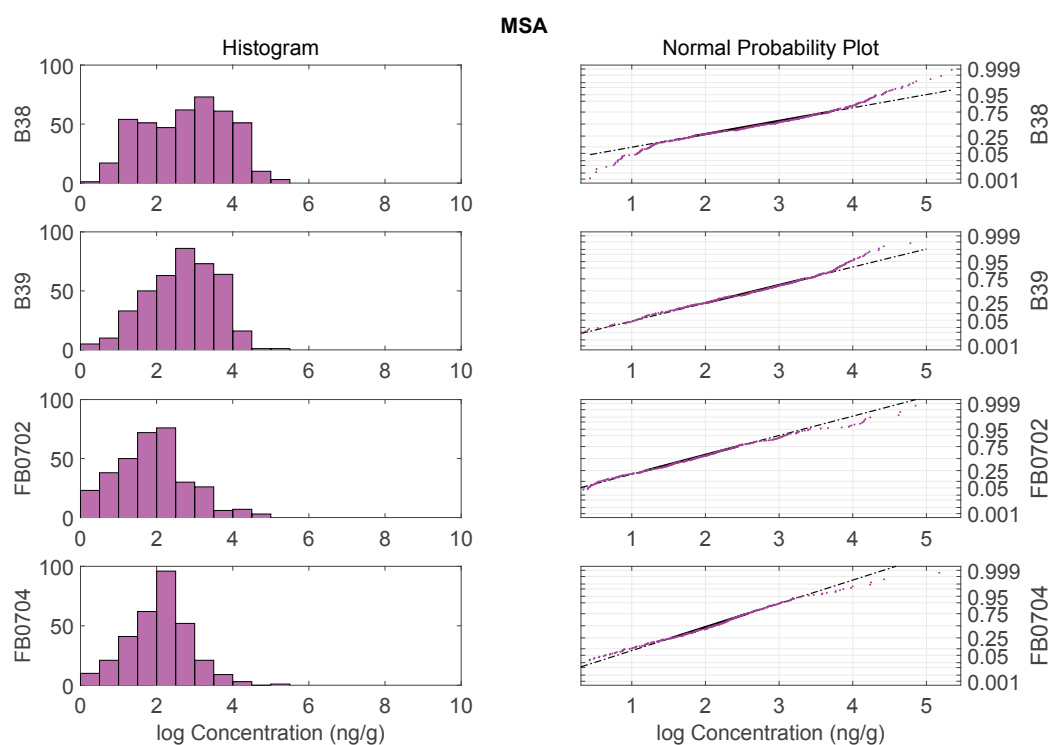 MSA
Histogram
Normal Probability Plot
100
50
0
B38
0 2 4 6 8 10
0.999
0.95
0.75
0.25
0.05
0.001
B38
1 2 3 4 5
100
50
0
B39
0 2 4 6 8 10
0.999
0.95
0.75
0.25
0.05
0.001
B39
1 2 3 4 5
100
50
0
FB0702
0 2 4 6 8 10
0.999
0.95
0.75
0.25
0.05
0.001
FB0702
1 2 3 4 5
100
50
0
FB0704
0 2 4 6 8 10
log Concentration (ng/g)
0.999
0.95
0.75
0.25
0.05
0.001
FB0704
1 2 3 4 5
log Concentration (ng/g)